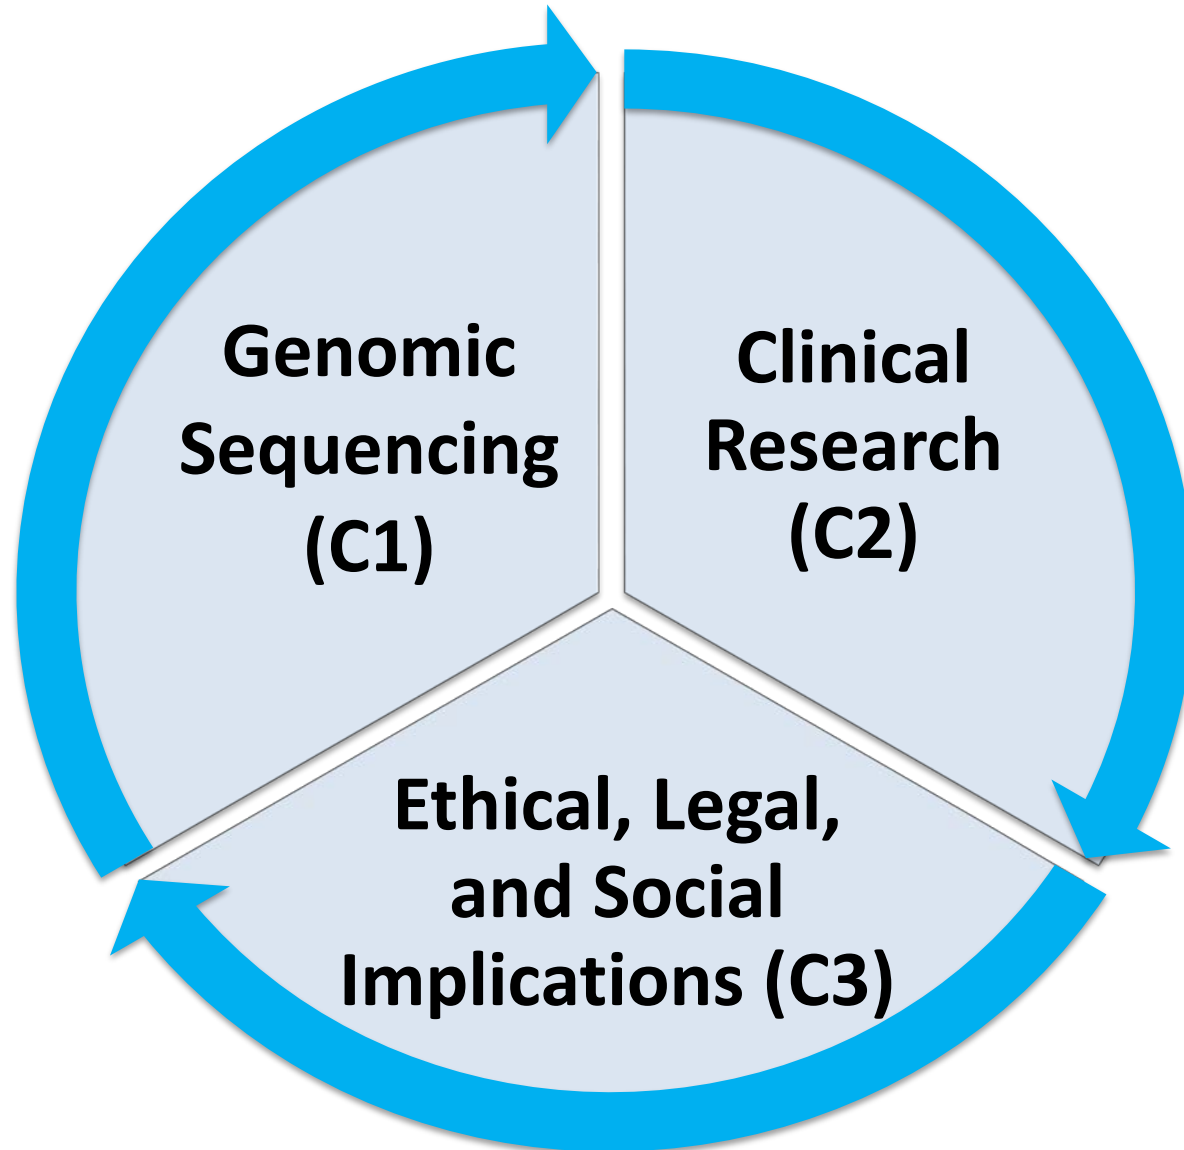 Genomic
Sequencing
(C1)
Clinical
Research
(C2)
Ethical, Legal,
and Social
Implications (C3)